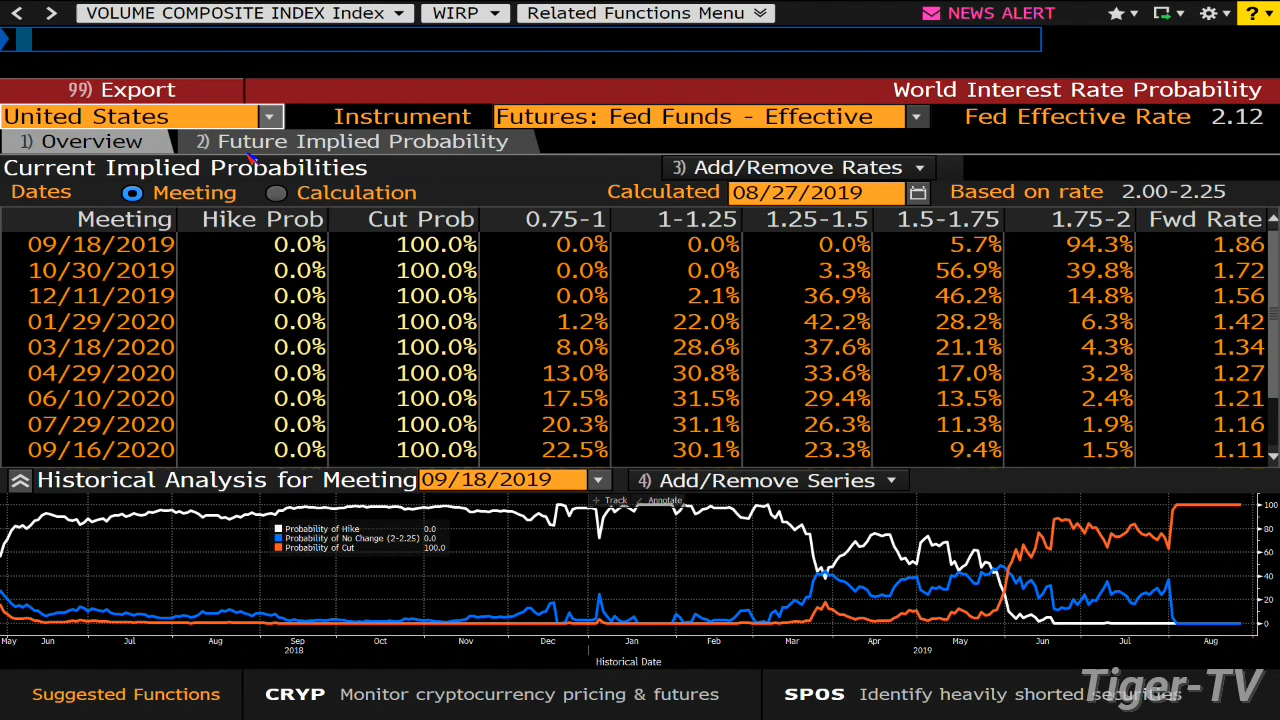 VOLUME COMPOSITE INDEX Index WIRP Related Functions Menu NEWS ALERT ?
99) Export World Interest Rate Probability
United States Instrument Futures: Fed Funds - Effective Fed Effective Rate 2.12
1) Overview 2) Future Implied Probability
Current Implied Probabilities 3) Add/Remove Rates
Dates Meeting Calculation Calculated 08/27/2019 Based on rate 2.00-2.25
Meeting Hike Prob Cut Prob 0.75-1 1-1.25 1.25-1.5 1.5-1.75 1.75-2 Fwd Rate
09/18/2019 0.0% 100.0% 0.0% 0.0% 0.0% 5.7% 94.3% 1.86
10/30/2019 0.0% 100.0% 0.0% 0.0% 3.3% 56.9% 39.8% 1.72
12/11/2019 0.0% 100.0% 0.0% 2.1% 36.9% 46.2% 14.8% 1.56
01/29/2020 0.0% 100.0% 1.2% 22.0% 42.2% 28.2% 6.3% 1.42
03/18/2020 0.0% 100.0% 8.0% 28.6% 37.6% 21.1% 4.3% 1.34
04/29/2020 0.0% 100.0% 13.0% 30.8% 33.6% 17.0% 3.2% 1.27
06/10/2020 0.0% 100.0% 17.5% 31.5% 29.4% 13.5% 2.4% 1.21
07/29/2020 0.0% 100.0% 20.3% 31.1% 26.3% 11.3% 1.9% 1.16
09/16/2020 0.0% 100.0% 22.5% 30.1% 23.3% 9.4% 1.5% 1.11
Historical Analysis for Meeting 09/18/2019 4) Add/Remove Series
Track Annotate
100
Probability of Hike 0.0
Probability of No Change (2-2.25) 0.0
Probability of Cut 100.0
80
60
40
20
0
May Jun Jul Aug Sep Oct Nov Dec Jan Feb Mar Apr May Jun Jul Aug
2018 2019
Historical Date
Suggested Functions CRYP Monitor cryptocurrency pricing & futures SPOS Identify heavily shorted securities
Tiger-TV